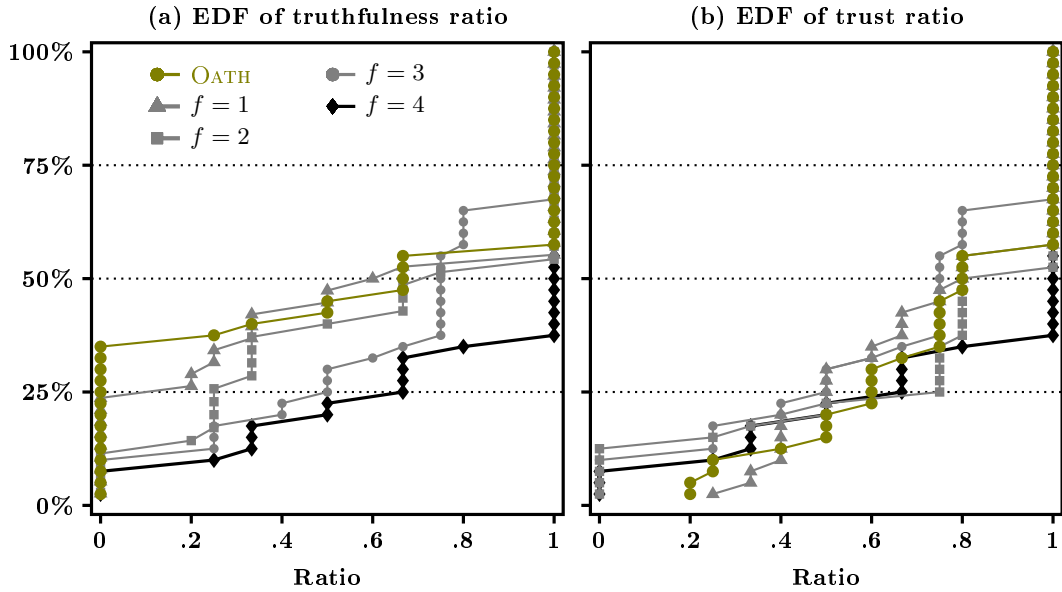 (a) EDF of truthfulness ratio
(b) EDF of trust ratio
100%
75%
50%
25%
0%
OATH
f = 1
f = 2
f = 3
f = 4
0 .2 .4 .6 .8 1
0 .2 .4 .6 .8 1
Ratio
Ratio